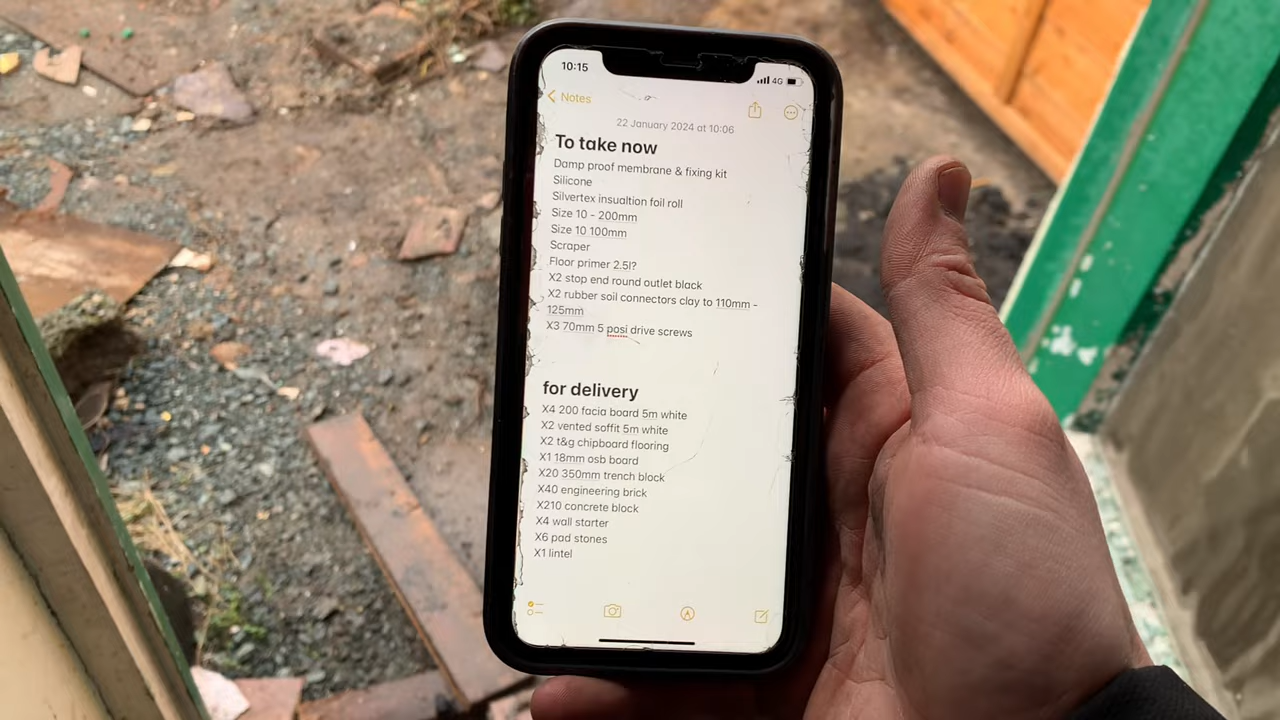 10:15
4G
Notes
22 January 2024 at 10:06
To take now
Damp proof membrane & fixing kit
Silicone
Silvertex insualtion foil roll
Size 10 - 200mm
Size 10 100mm
Scraper
Floor primer 2.5l?
X2 stop end round outlet black
X2 rubber soil connectors clay to 110mm -
125mm
X3 70mm 5 posi drive screws
for delivery
X4 200 facia board 5m white
X2 vented soffit 5m white
X2 t&g chipboard flooring
X1 18mm osb board
X20 350mm trench block
X40 engineering brick
X210 concrete block
X4 wall starter
X6 pad stones
X1 lintel